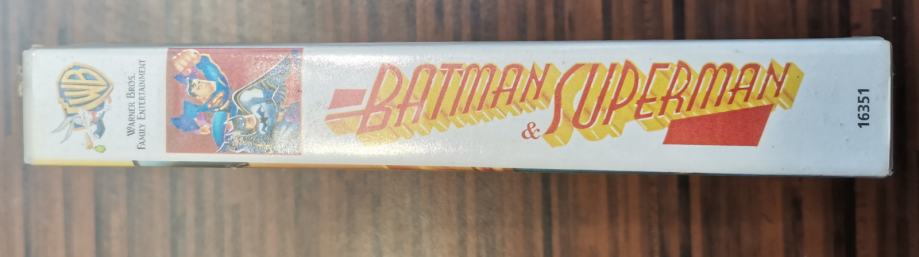 WB
WARNER BROS.
FAMILY ENTERTAINMENT
BATMAN
& SUPERMAN
16351